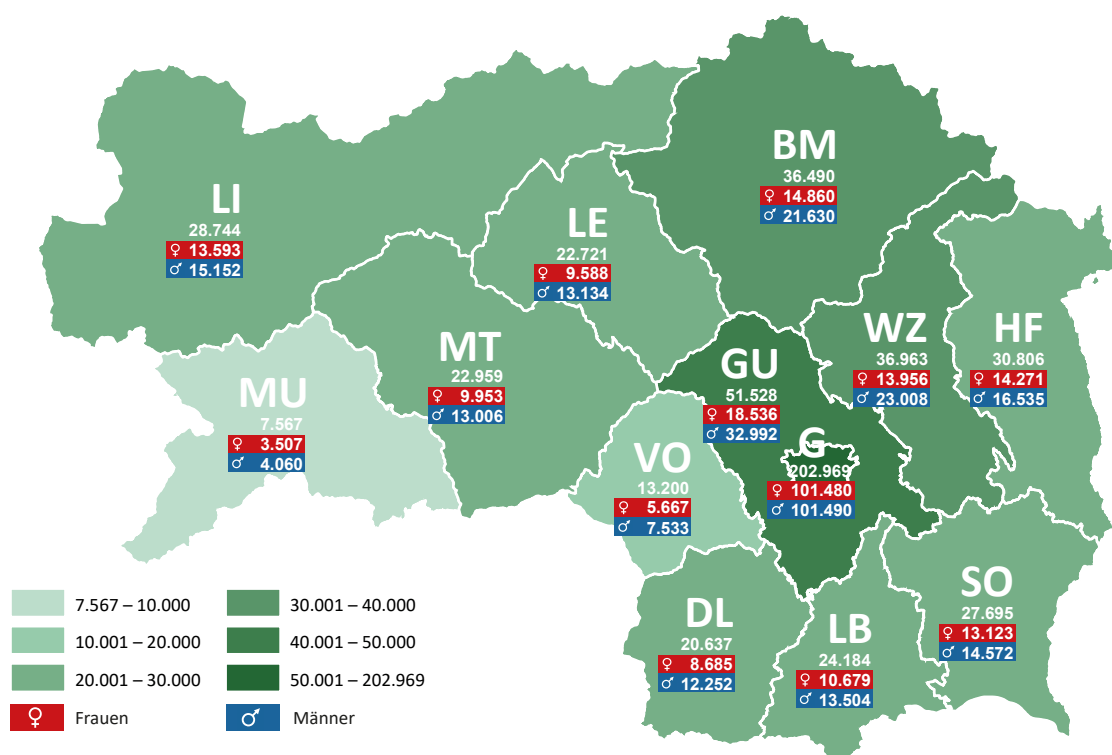 BM
36.490
♀ 14.860
♂ 21.630
LI
28.744
♀ 13.593
♂ 15.152
LE
22.721
♀ 9.588
♂ 13.134
WZ
36.963
♀ 13.956
♂ 23.008
HF
30.806
♀ 14.271
♂ 16.535
MT
22.959
♀ 9.953
♂ 13.006
GU
51.528
♀ 18.536
♂ 32.992
MU
7.567
♀ 3.507
♂ 4.060
G
202.969
♀ 101.480
♂ 101.490
VO
13.200
♀ 5.667
♂ 7.533
SO
27.695
♀ 13.123
♂ 14.572
DL
20.637
♀ 8.685
♂ 12.252
LB
24.184
♀ 10.679
♂ 13.504
7.567 – 10.000
10.001 – 20.000
20.001 – 30.000
30.001 – 40.000
40.001 – 50.000
50.001 – 202.969
♀ Frauen
♂ Männer